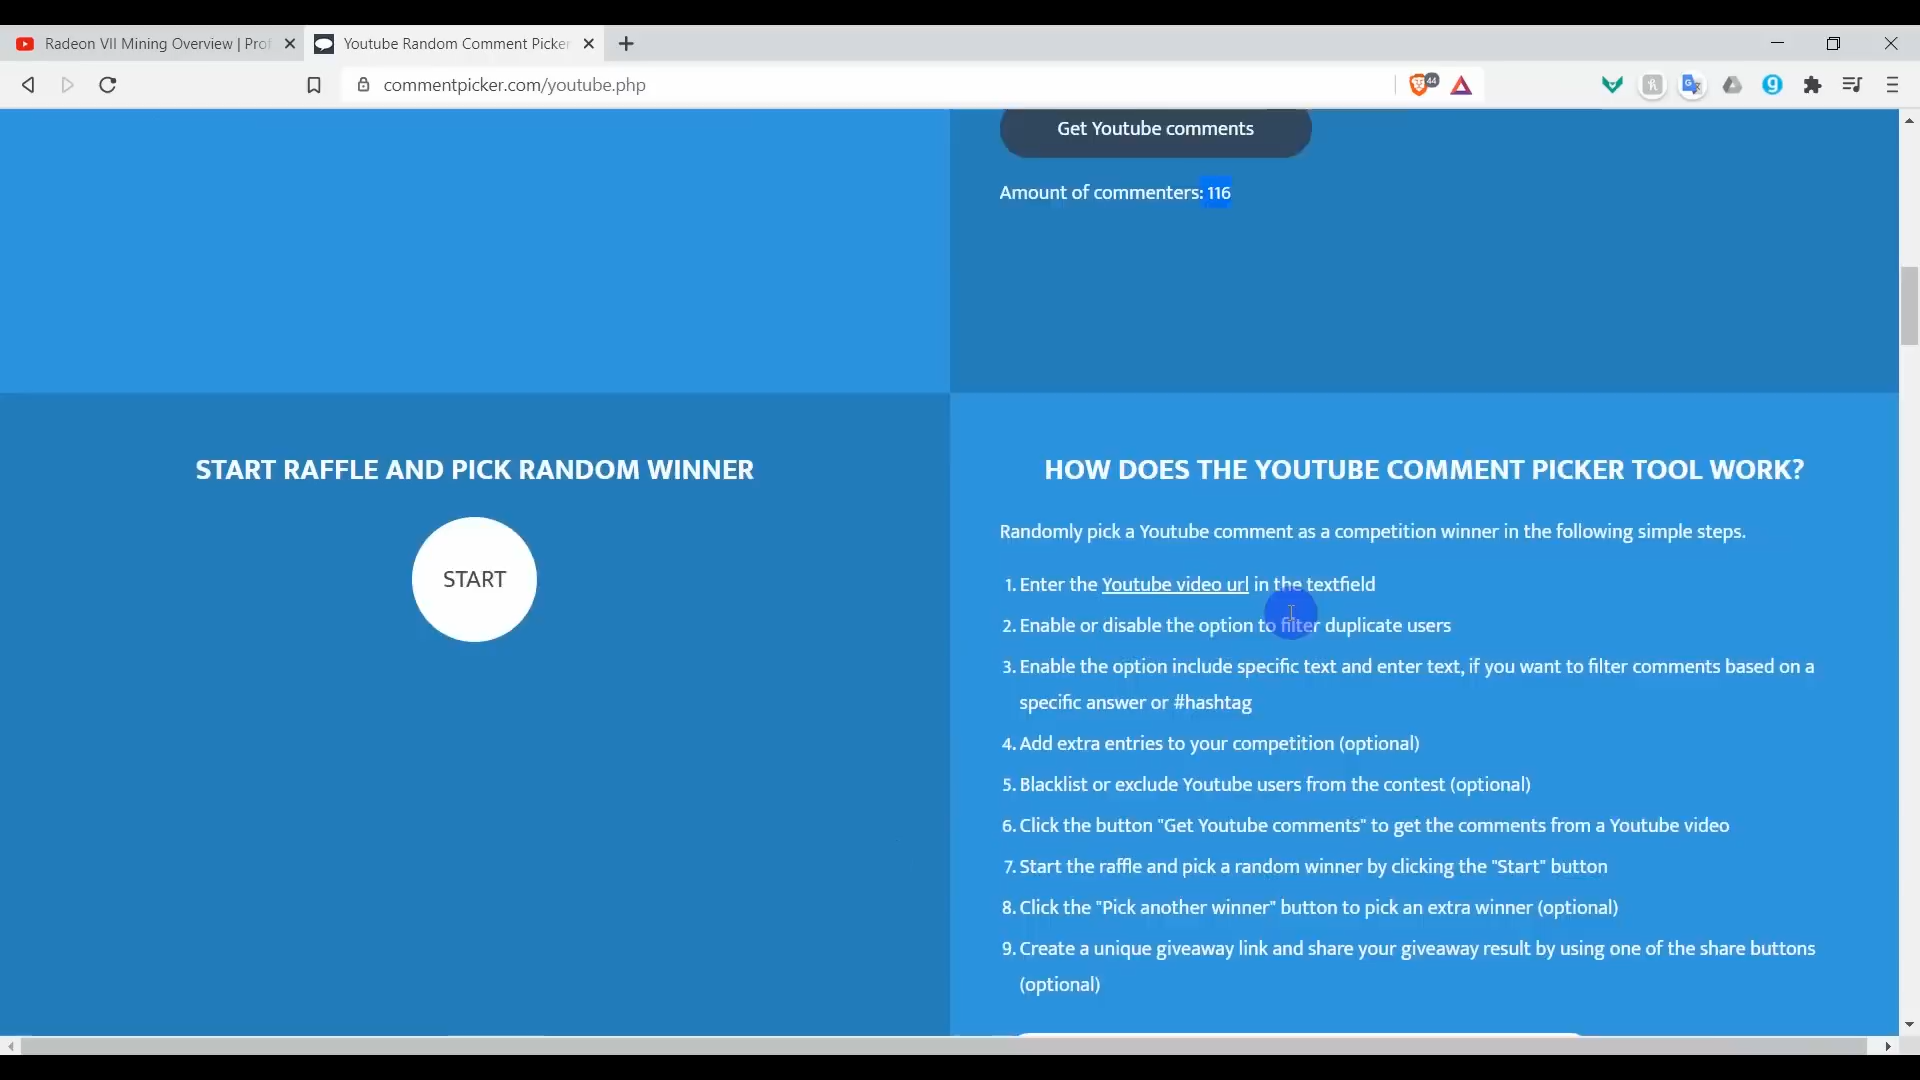 Radeon VII Mining Overview | Prof
Youtube Random Comment Picker
commentpicker.com/youtube.php
44
Get Youtube comments
Amount of commenters: 116
START RAFFLE AND PICK RANDOM WINNER
START
HOW DOES THE YOUTUBE COMMENT PICKER TOOL WORK?
Randomly pick a Youtube comment as a competition winner in the following simple steps.
1. Enter the Youtube video url in the textfield
2. Enable or disable the option to filter duplicate users
3. Enable the option include specific text and enter text, if you want to filter comments based on a
specific answer or #hashtag
4. Add extra entries to your competition (optional)
5. Blacklist or exclude Youtube users from the contest (optional)
6. Click the button "Get Youtube comments" to get the comments from a Youtube video
7. Start the raffle and pick a random winner by clicking the "Start" button
8. Click the "Pick another winner" button to pick an extra winner (optional)
9. Create a unique giveaway link and share your giveaway result by using one of the share buttons
(optional)